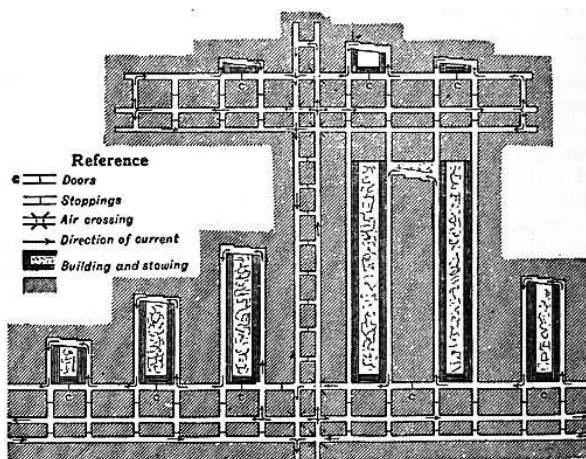 Reference
c Doors
Stoppings
Air crossing
Direction of current
Building and stowing
c
c
c
c
c
c
c